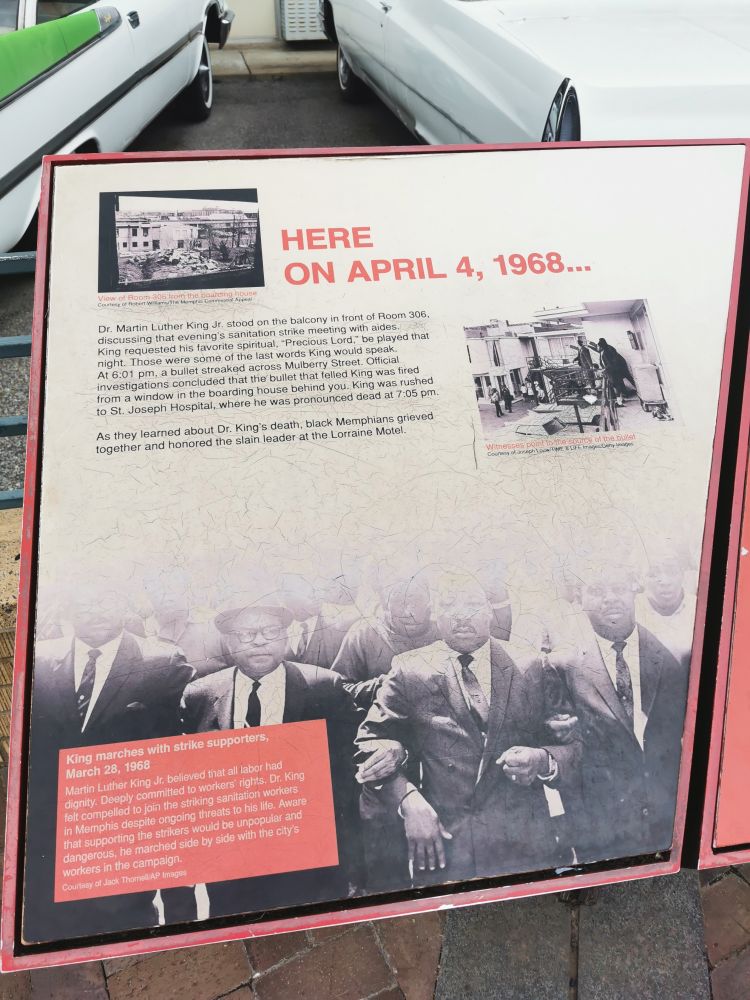 HERE
ON APRIL 4, 1968...
View of Room 306 from the boarding house
Courtesy of Robert Williams/The Memphis Commercial Appeal
Dr. Martin Luther King Jr. stood on the balcony in front of Room 306,
discussing that evening's sanitation strike meeting with aides.
King requested his favorite spiritual, "Precious Lord," be played that
night. Those were some of the last words King would speak.
At 6:01 pm, a bullet streaked across Mulberry Street. Official
investigations concluded that the bullet that felled King was fired
from a window in the boarding house behind you. King was rushed
to St. Joseph Hospital, where he was pronounced dead at 7:05 pm.
As they learned about Dr. King's death, black Memphians grieved
together and honored the slain leader at the Lorraine Motel.
Witnesses point to the source of the bullet
Courtesy of Joseph Louw/TIME & LIFE Images/Getty Images
King marches with strike supporters,
March 28, 1968
Martin Luther King Jr. believed that all labor had
dignity. Deeply committed to workers' rights, Dr. King
felt compelled to join the striking sanitation workers
in Memphis despite ongoing threats to his life. Aware
that supporting the strikers would be unpopular and
dangerous, he marched side by side with the city's
workers in the campaign.
Courtesy of Jack Thornell/AP Images